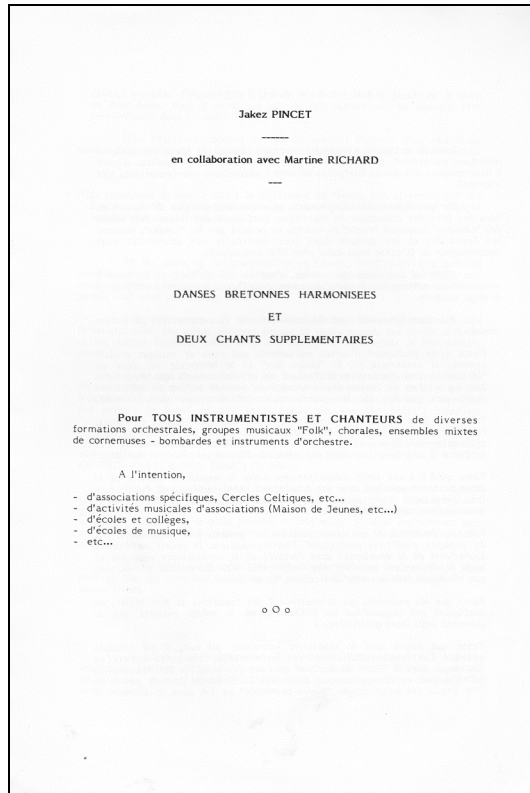 Jakez PINCET
------
en collaboration avec Martine RICHARD
---
DANSES BRETONNES HARMONISEES
ET
DEUX CHANTS SUPPLEMENTAIRES
Pour TOUS INSTRUMENTISTES ET CHANTEURS de diverses
formations orchestrales, groupes musicaux "Folk", chorales, ensembles mixtes
de cornemuses - bombardes et instruments d'orchestre.
A l'intention,
- d'associations spécifiques, Cercles Celtiques, etc...
- d'activités musicales d'associations (Maison de Jeunes, etc...)
- d'écoles et collèges,
- d'écoles de musique,
- etc...
o O o